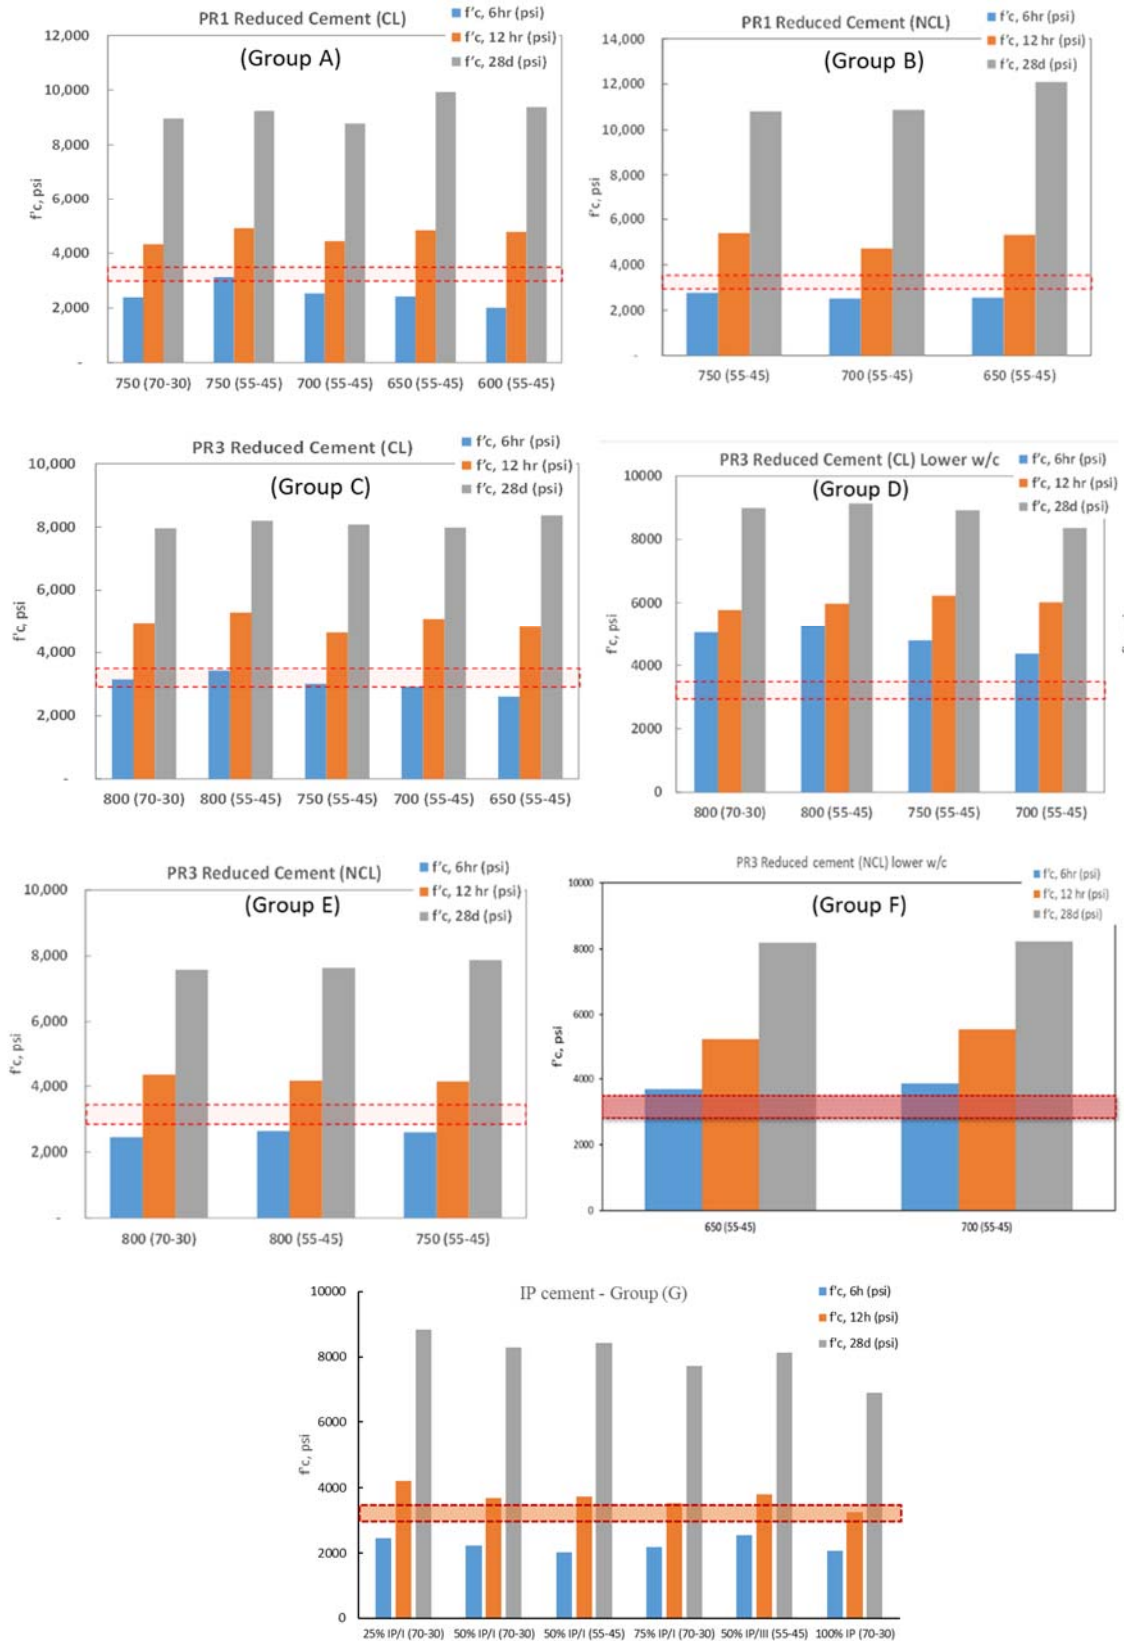 PR1 Reduced Cement (CL)
(Group A)
f'c, 6hr (psi)
f'c, 12 hr (psi)
f'c, 28d (psi)
12,000
10,000
8,000
6,000
4,000
2,000
-
f'c, psi
750 (70-30) 750 (55-45) 700 (55-45) 650 (55-45) 600 (55-45)
PR1 Reduced Cement (NCL)
(Group B)
f'c, 6hr (psi)
f'c, 12 hr (psi)
f'c, 28d (psi)
14,000
12,000
10,000
8,000
6,000
4,000
2,000
-
f'c, psi
750 (55-45) 700 (55-45) 650 (55-45)
PR3 Reduced Cement (CL)
(Group C)
f'c, 6hr (psi)
f'c, 12 hr (psi)
f'c, 28d (psi)
10,000
8,000
6,000
4,000
2,000
-
f'c, psi
800 (70-30) 800 (55-45) 750 (55-45) 700 (55-45) 650 (55-45)
PR3 Reduced Cement (CL) Lower w/c
(Group D)
f'c, 6hr (psi)
f'c, 12 hr (psi)
f'c, 28d (psi)
10000
8000
6000
4000
2000
0
f'c, psi
800 (70-30) 800 (55-45) 750 (55-45) 700 (55-45)
PR3 Reduced Cement (NCL)
(Group E)
f'c, 6hr (psi)
f'c, 12 hr (psi)
f'c, 28d (psi)
10,000
8,000
6,000
4,000
2,000
-
f'c, psi
800 (70-30) 800 (55-45) 750 (55-45)
PR3 Reduced cement (NCL) lower w/c
(Group F)
f'c, 6hr (psi)
f'c, 12 hr (psi)
f'c, 28d (psi)
10000
8000
6000
4000
2000
0
f'c, psi
650 (55-45) 700 (55-45)
IP cement - Group (G)
f'c, 6h (psi)
f'c, 12h (psi)
f'c, 28d (psi)
10000
8000
6000
4000
2000
0
f'c, psi
25% IP/I (70-30) 50% IP/I (70-30) 50% IP/I (55-45) 75% IP/I (70-30) 50% IP/III (55-45) 100% IP (70-30)